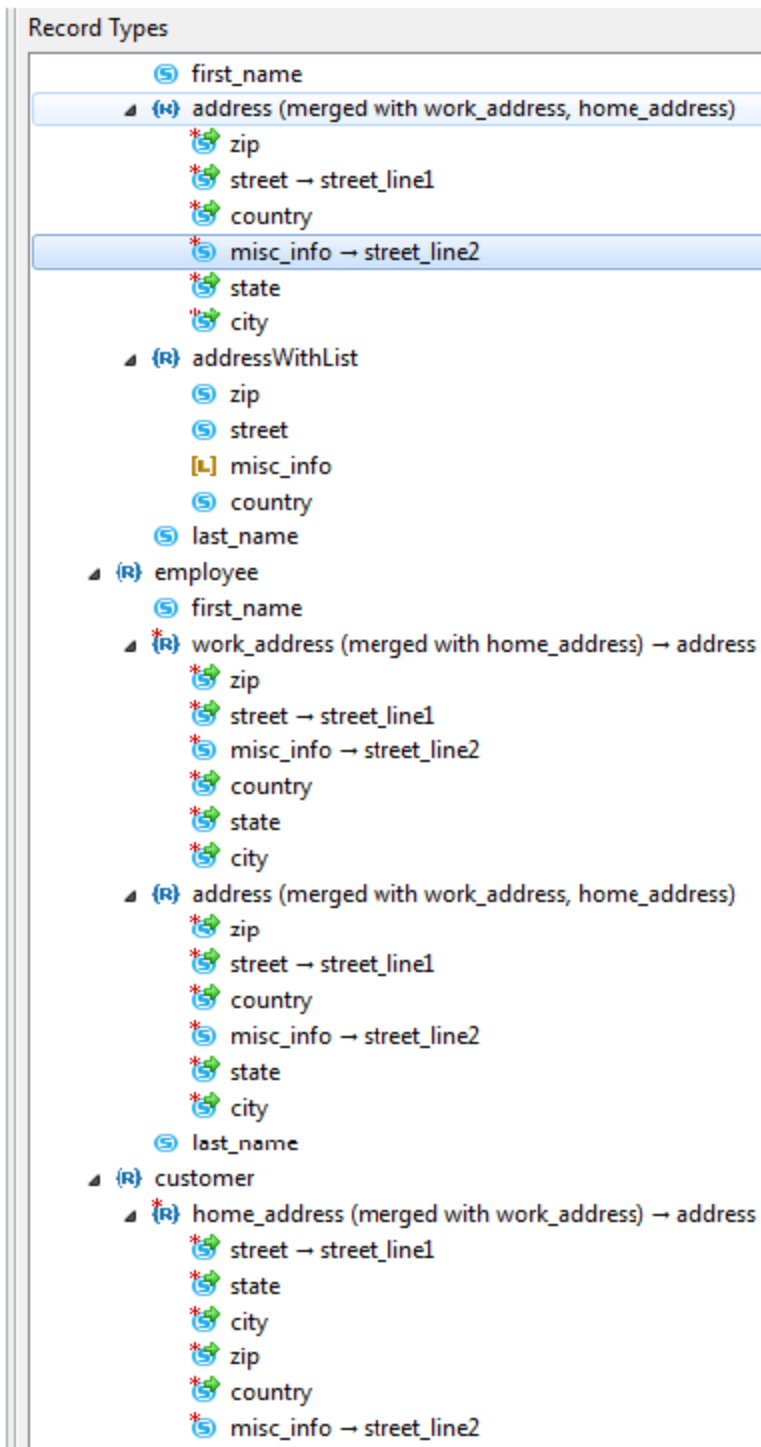 Record Types
first_name
address (merged with work_address, home_address)
zip
street → street_line1
country
misc_info → street_line2
state
city
{R} addressWithList
zip
street
[L] misc_info
country
last_name
{R} employee
first_name
{R} work_address (merged with home_address) → address
zip
street → street_line1
misc_info → street_line2
country
state
city
{R} address (merged with work_address, home_address)
zip
street → street_line1
country
misc_info → street_line2
state
city
last_name
{R} customer
{R} home_address (merged with work_address) → address
street → street_line1
state
city
zip
country
misc_info → street_line2